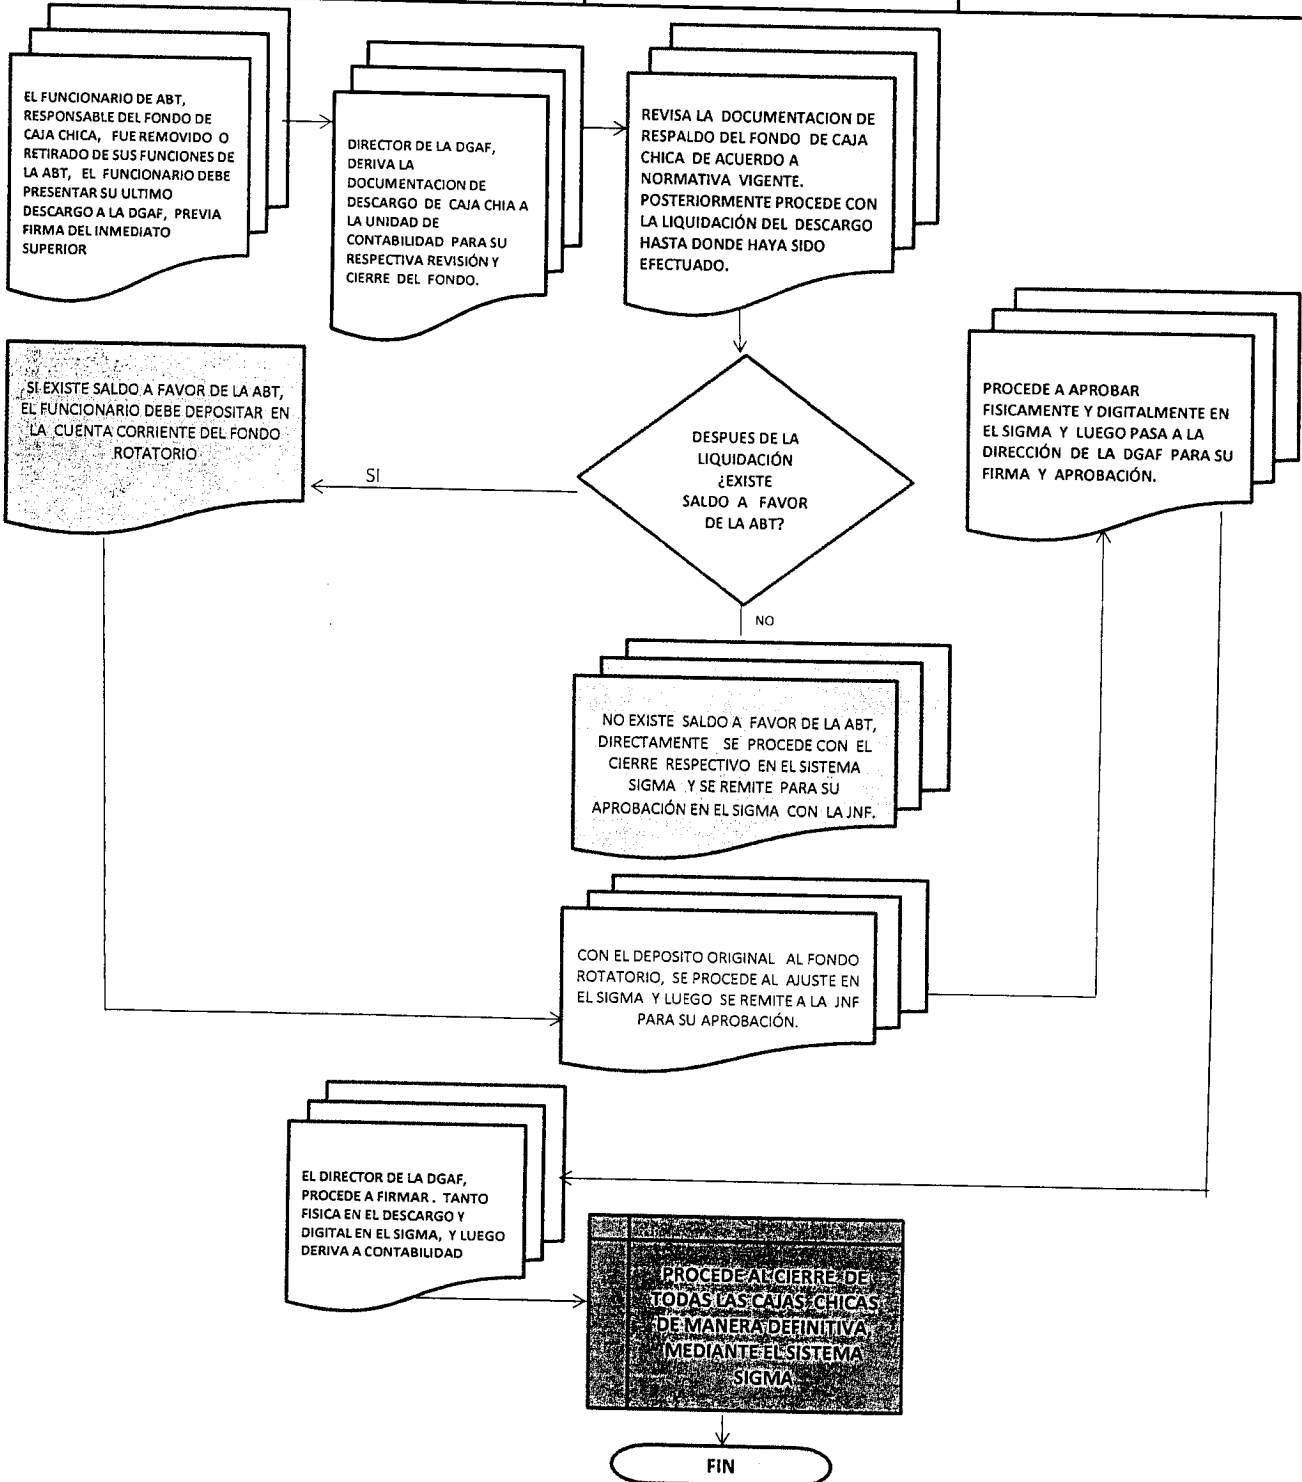 EL FUNCIONARIO DE ABT,
RESPONSABLE DEL FONDO DE
CAJA CHICA, FUE REMOVIDO O
RETIRADO DE SUS FUNCIONES DE
LA ABT, EL FUNCIONARIO DEBE
PRESENTAR SU ULTIMO
DESCARGO A LA DGAF, PREVIA
FIRMA DEL INMEDIATO
SUPERIOR
DIRECTOR DE LA DGAF,
DERIVA LA
DOCUMENTACION DE
DESCARGO DE CAJA CHIA A
LA UNIDAD DE
CONTABILIDAD PARA SU
RESPECTIVA REVISIÓN Y
CIERRE DEL FONDO.
REVISA LA DOCUMENTACION DE
RESPALDO DEL FONDO DE CAJA
CHICA DE ACUERDO A
NORMATIVA VIGENTE.
POSTERIORMENTE PROCEDE CON
LA LIQUIDACIÓN DEL DESCARGO
HASTA DONDE HAYA SIDO
EFECTUADO.
SI EXISTE SALDO A FAVOR DE LA ABT,
EL FUNCIONARIO DEBE DEPOSITAR EN
LA CUENTA CORRIENTE DEL FONDO
ROTATORIO
SI
DESPUES DE LA
LIQUIDACIÓN
¿EXISTE
SALDO A FAVOR
DE LA ABT?
PROCEDE A APROBAR
FISICAMENTE Y DIGITALMENTE EN
EL SIGMA Y LUEGO PASA A LA
DIRECCIÓN DE LA DGAF PARA SU
FIRMA Y APROBACIÓN.
NO
NO EXISTE SALDO A FAVOR DE LA ABT,
DIRECTAMENTE SE PROCEDE CON EL
CIERRE RESPECTIVO EN EL SISTEMA
SIGMA Y SE REMITE PARA SU
APROBACIÓN EN EL SIGMA CON LA JNF.
CON EL DEPOSITO ORIGINAL AL FONDO
ROTATORIO, SE PROCEDE AL AJUSTE EN
EL SIGMA Y LUEGO SE REMITE A LA JNF
PARA SU APROBACIÓN.
EL DIRECTOR DE LA DGAF,
PROCEDE A FIRMAR . TANTO
FISICA EN EL DESCARGO Y
DIGITAL EN EL SIGMA, Y LUEGO
DERIVA A CONTABILIDAD
PROCEDE AL CIERRE DE
TODAS LAS CAJAS CHICAS
DE MANERA DEFINITIVA,
MEDIANTE EL SISTEMA
SIGMA
FIN